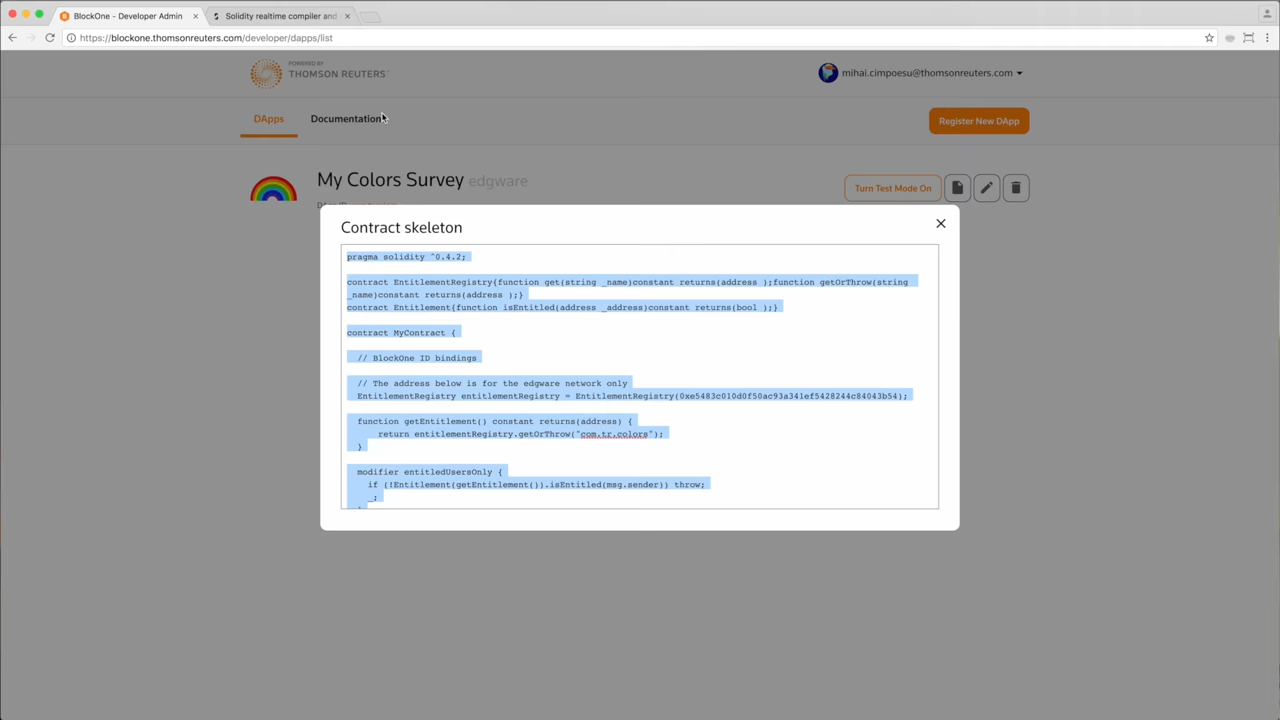 BlockOne - Developer Admin
Solidity realtime compiler and
https://blockone.thomsonreuters.com/developer/dapps/list
POWERED BY
THOMSON REUTERS
mihai.cimpoesu@thomsonreuters.com
DApps
Documentation
Register New DApp
My Colors Survey edgware
Turn Test Mode On
Contract skeleton
pragma solidity ^0.4.2;
contract EntitlementRegistry{function get(string _name)constant returns(address );function getOrThrow(string
_name)constant returns(address );}
contract Entitlement{function isEntitled(address _address)constant returns(bool );}
contract MyContract {
// BlockOne ID bindings
// The address below is for the edgware network only
EntitlementRegistry entitlementRegistry = EntitlementRegistry(0xe5483c010d0f50ac93a341ef5428244c84043b54);
function getEntitlement() constant returns(address) {
return entitlementRegistry.getOrThrow("com.tr.colors");
}
modifier entitledUsersOnly {
if (!Entitlement(getEntitlement()).isEntitled(msg.sender)) throw;
_;